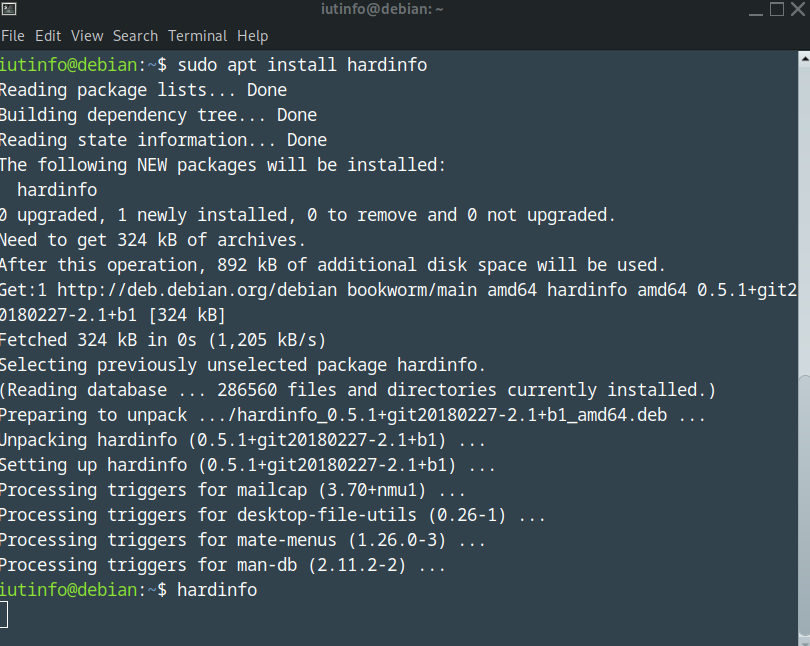 iutinfo@debian: ~
File Edit View Search Terminal Help
iutinfo@debian:~$ sudo apt install hardinfo
Reading package lists... Done
Building dependency tree... Done
Reading state information... Done
The following NEW packages will be installed:
  hardinfo
0 upgraded, 1 newly installed, 0 to remove and 0 not upgraded.
Need to get 324 kB of archives.
After this operation, 892 kB of additional disk space will be used.
Get:1 http://deb.debian.org/debian bookworm/main amd64 hardinfo amd64 0.5.1+git2
0180227-2.1+b1 [324 kB]
Fetched 324 kB in 0s (1,205 kB/s)
Selecting previously unselected package hardinfo.
(Reading database ... 286560 files and directories currently installed.)
Preparing to unpack .../hardinfo_0.5.1+git20180227-2.1+b1_amd64.deb ...
Unpacking hardinfo (0.5.1+git20180227-2.1+b1) ...
Setting up hardinfo (0.5.1+git20180227-2.1+b1) ...
Processing triggers for mailcap (3.70+nmu1) ...
Processing triggers for desktop-file-utils (0.26-1) ...
Processing triggers for mate-menus (1.26.0-3) ...
Processing triggers for man-db (2.11.2-2) ...
iutinfo@debian:~$ hardinfo